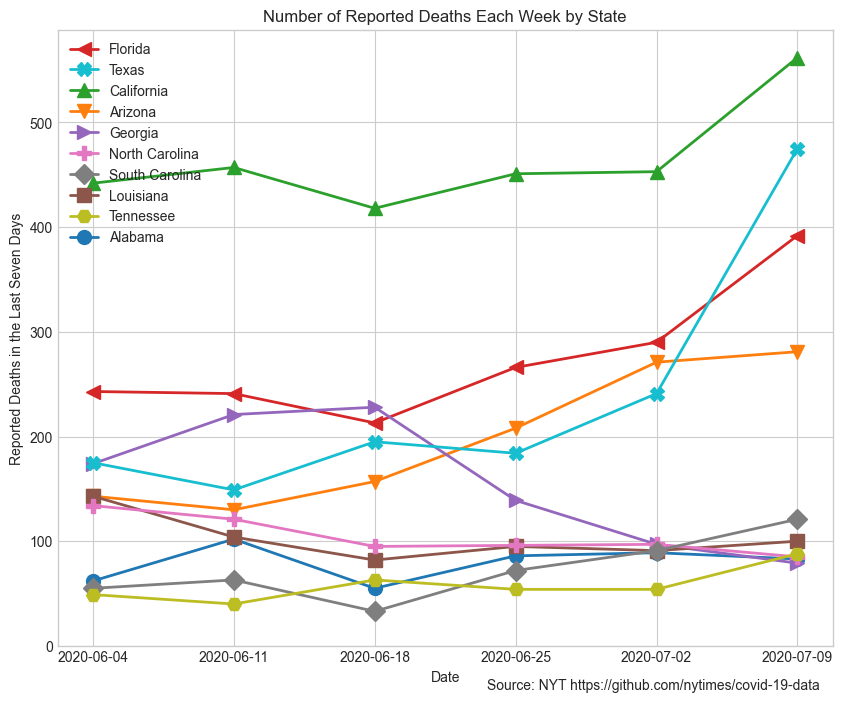 Number of Reported Deaths Each Week by State
Florida
Texas
California
Arizona
Georgia
North Carolina
South Carolina
Louisiana
Tennessee
Alabama
Reported Deaths in the Last Seven Days
500
400
300
200
100
0
2020-06-04 2020-06-11 2020-06-18 2020-06-25 2020-07-02 2020-07-09
Date
Source: NYT https://github.com/nytimes/covid-19-data